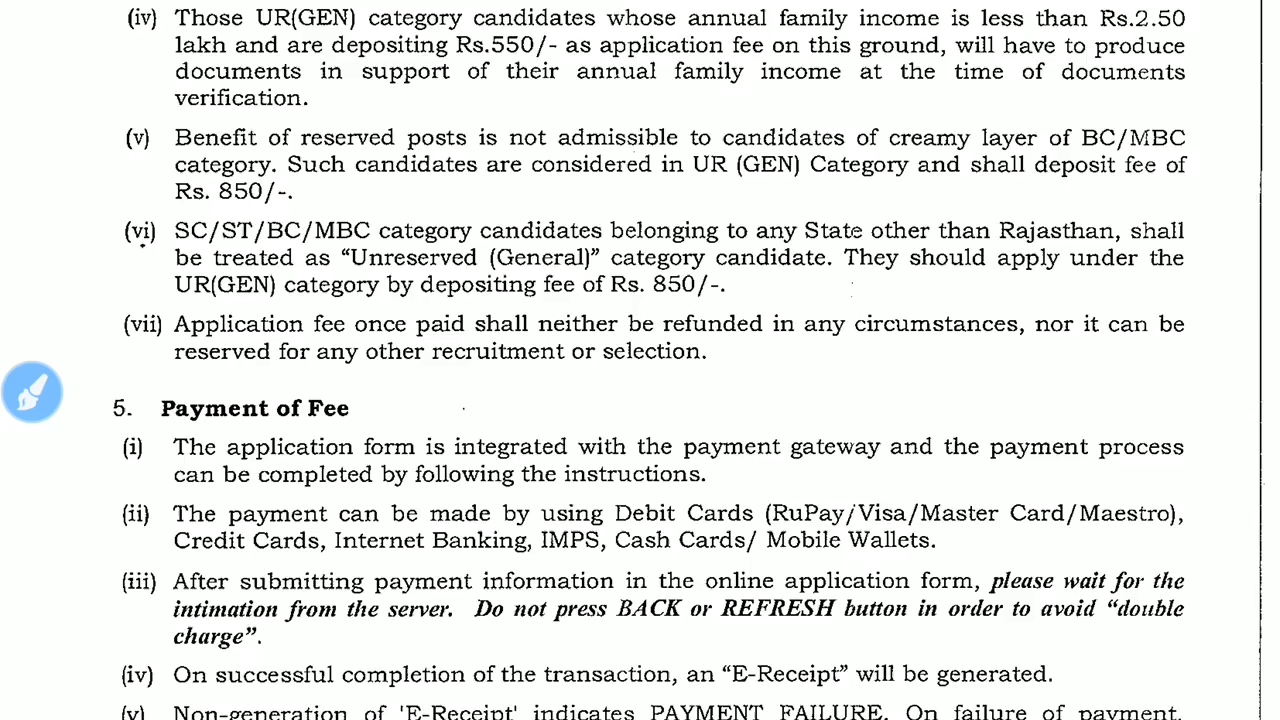 (iv) Those UR(GEN) category candidates whose annual family income is less than Rs.2.50
lakh and are depositing Rs.550/- as application fee on this ground, will have to produce
documents in support of their annual family income at the time of documents
verification.
(v) Benefit of reserved posts is not admissible to candidates of creamy layer of BC/MBC
category. Such candidates are considered in UR (GEN) Category and shall deposit fee of
Rs. 850/-.
(vi) SC/ST/BC/MBC category candidates belonging to any State other than Rajasthan, shall
be treated as “Unreserved (General)” category candidate. They should apply under the
UR(GEN) category by depositing fee of Rs. 850/-.
(vii) Application fee once paid shall neither be refunded in any circumstances, nor it can be
reserved for any other recruitment or selection.
5. Payment of Fee
(i) The application form is integrated with the payment gateway and the payment process
can be completed by following the instructions.
(ii) The payment can be made by using Debit Cards (RuPay/Visa/Master Card/Maestro),
Credit Cards, Internet Banking, IMPS, Cash Cards/ Mobile Wallets.
(iii) After submitting payment information in the online application form, please wait for the
intimation from the server. Do not press BACK or REFRESH button in order to avoid “double
charge”.
(iv) On successful completion of the transaction, an “E-Receipt” will be generated.
(v) Non-generation of 'E-Receipt' indicates PAYMENT FAILURE. On failure of payment,